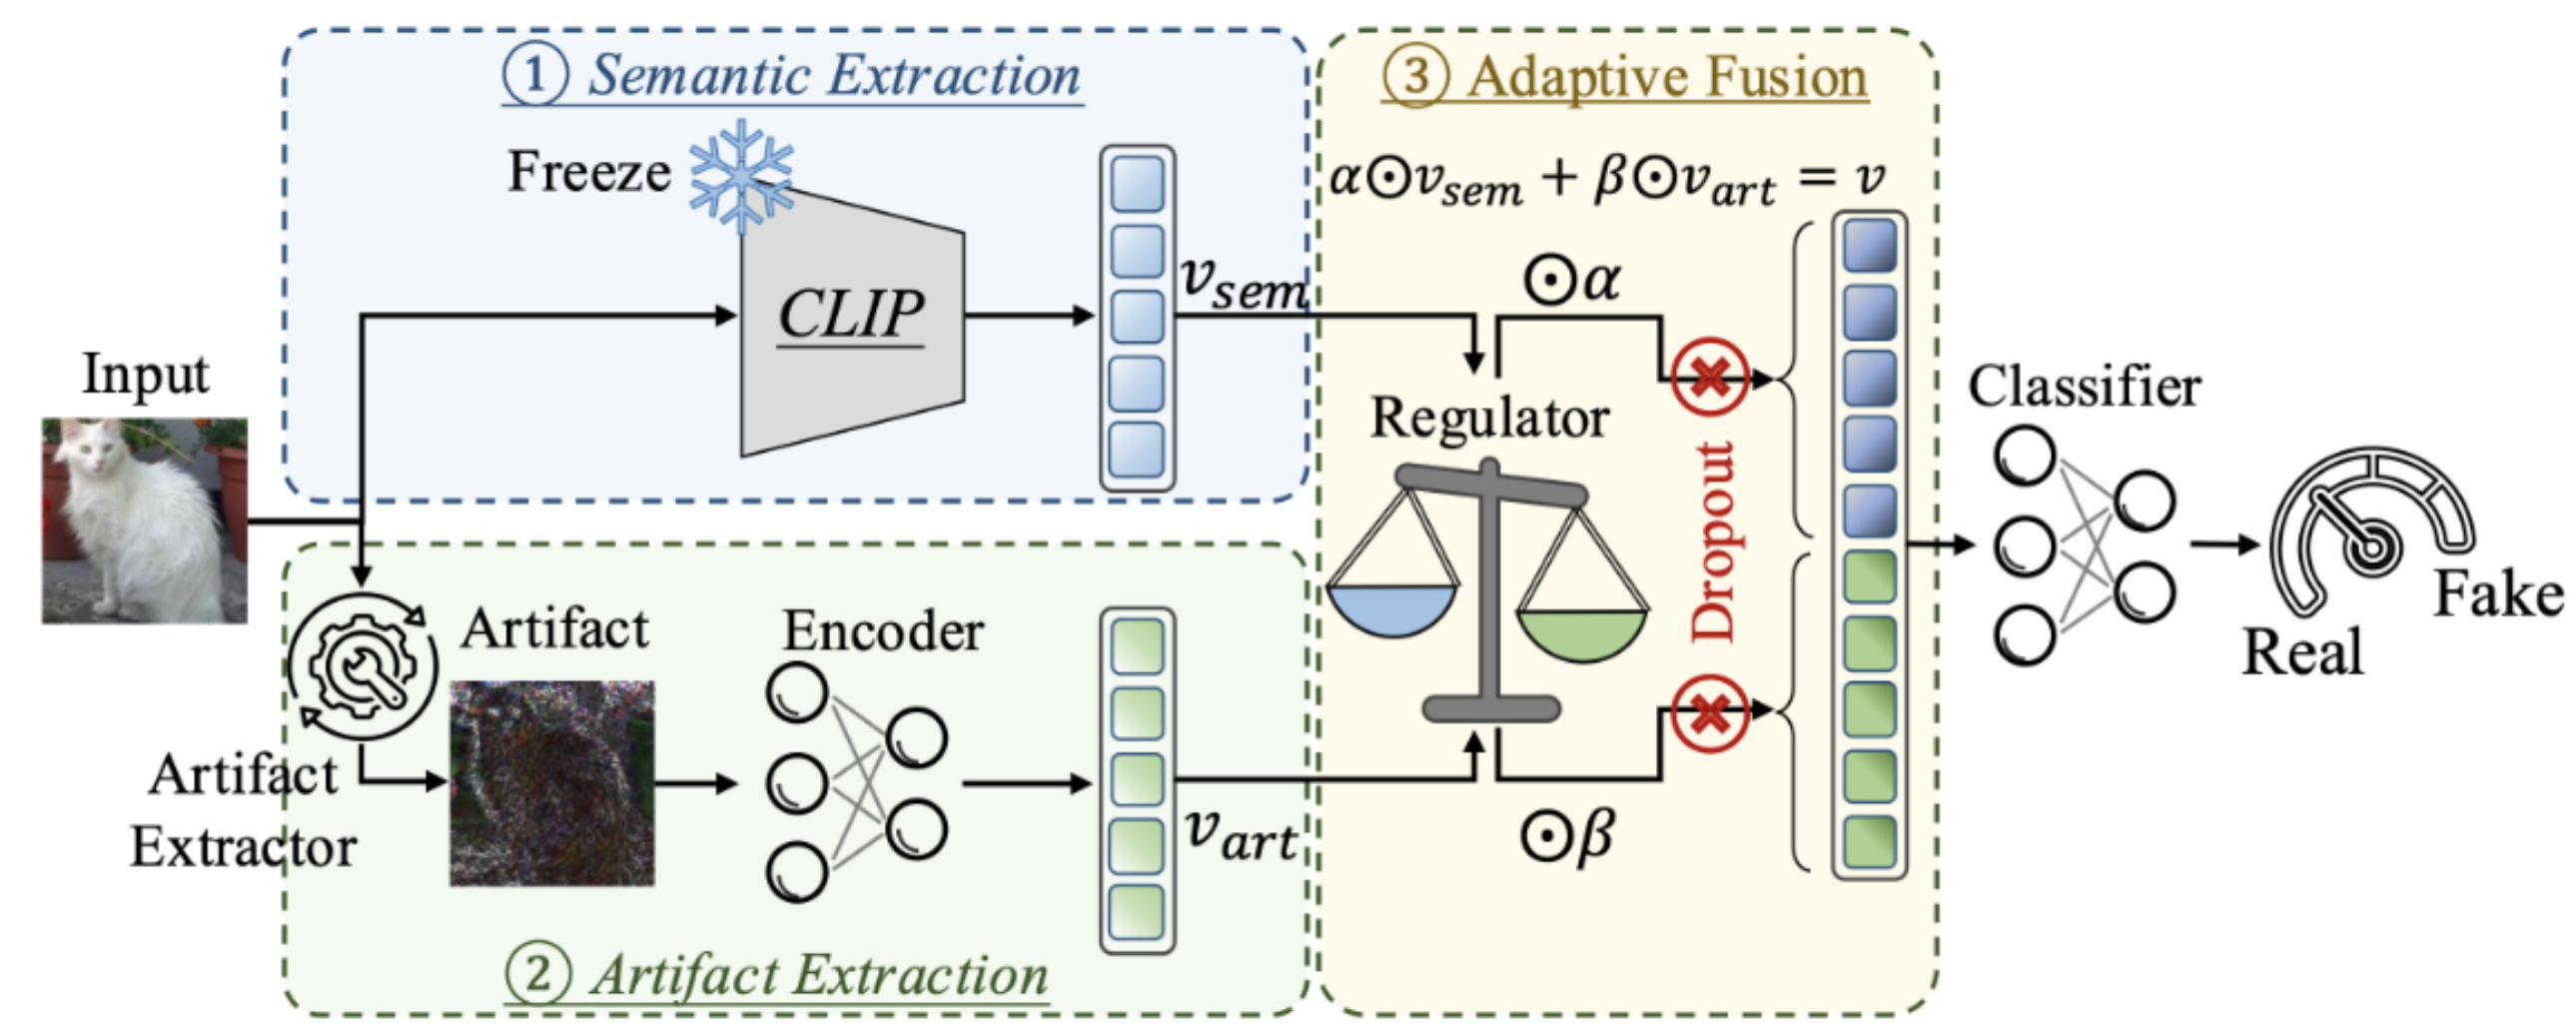 ① Semantic Extraction
Freeze
CLIP
v_sem
Input
Artifact
Extractor
Artifact
Encoder
v_art
② Artifact Extraction
③ Adaptive Fusion
α⊙v_sem + β⊙v_art = v
⊙α
Regulator
Dropout
⊙β
Classifier
Real
Fake